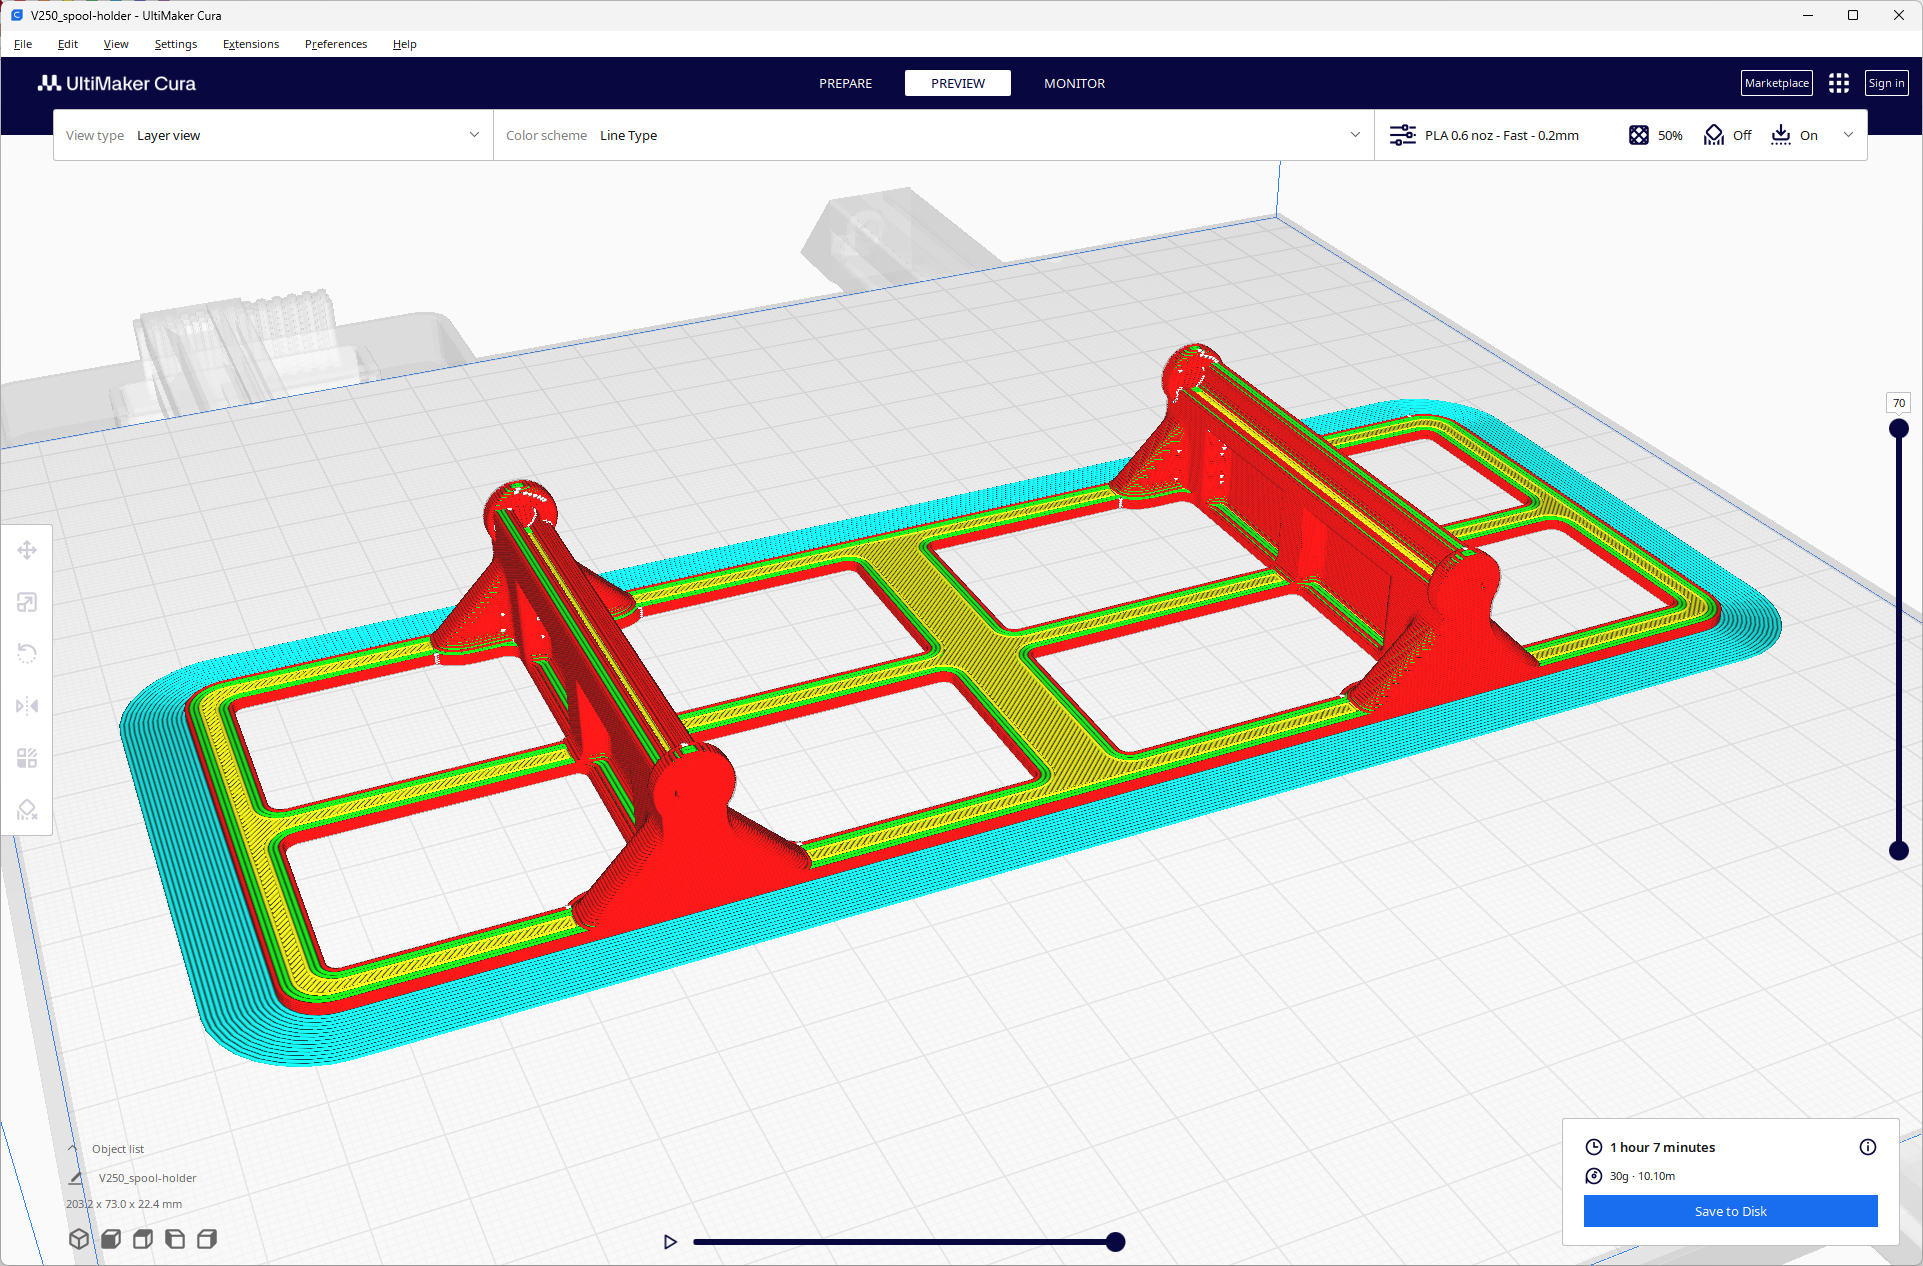 V250_spool-holder - UltiMaker Cura
File Edit View Settings Extensions Preferences Help
UltiMaker Cura
PREPARE PREVIEW MONITOR
Marketplace Sign in
View type Layer view
Color scheme Line Type
PLA 0.6 noz - Fast - 0.2mm 50% Off On
70
Object list
V250_spool-holder
203.2 x 73.0 x 22.4 mm
1 hour 7 minutes
30g · 10.10m
Save to Disk